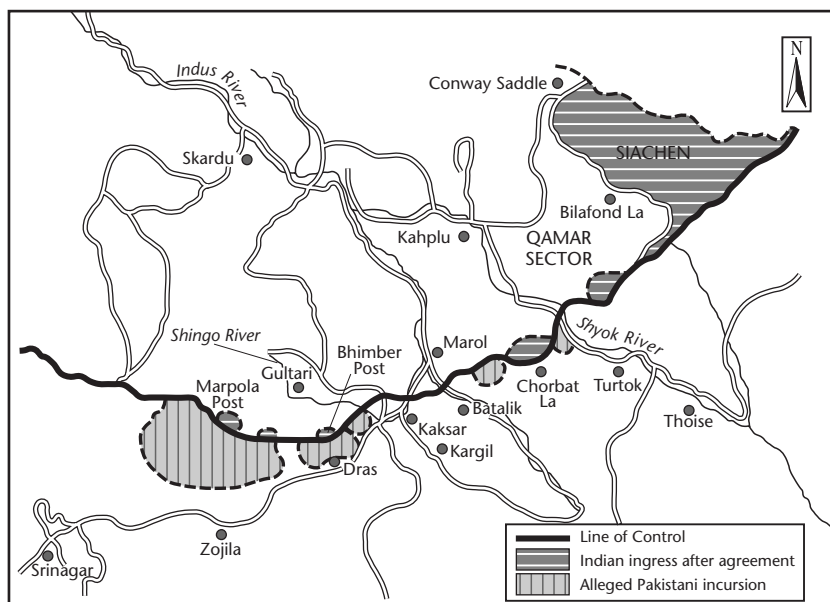 N
Indus
River
Conway Saddle
SIACHEN
Skardu
Bilafond La
Kahplu
QAMAR
SECTOR
Shingo River
Bhimber
Post
Marol
Shyok River
Gultari
Marpola
Post
Chorbat
La
Turtok
Batalik
Thoise
Kaksar
Kargil
Dras
Zojila
Srinagar
Line of Control
Indian ingress after agreement
Alleged Pakistani incursion